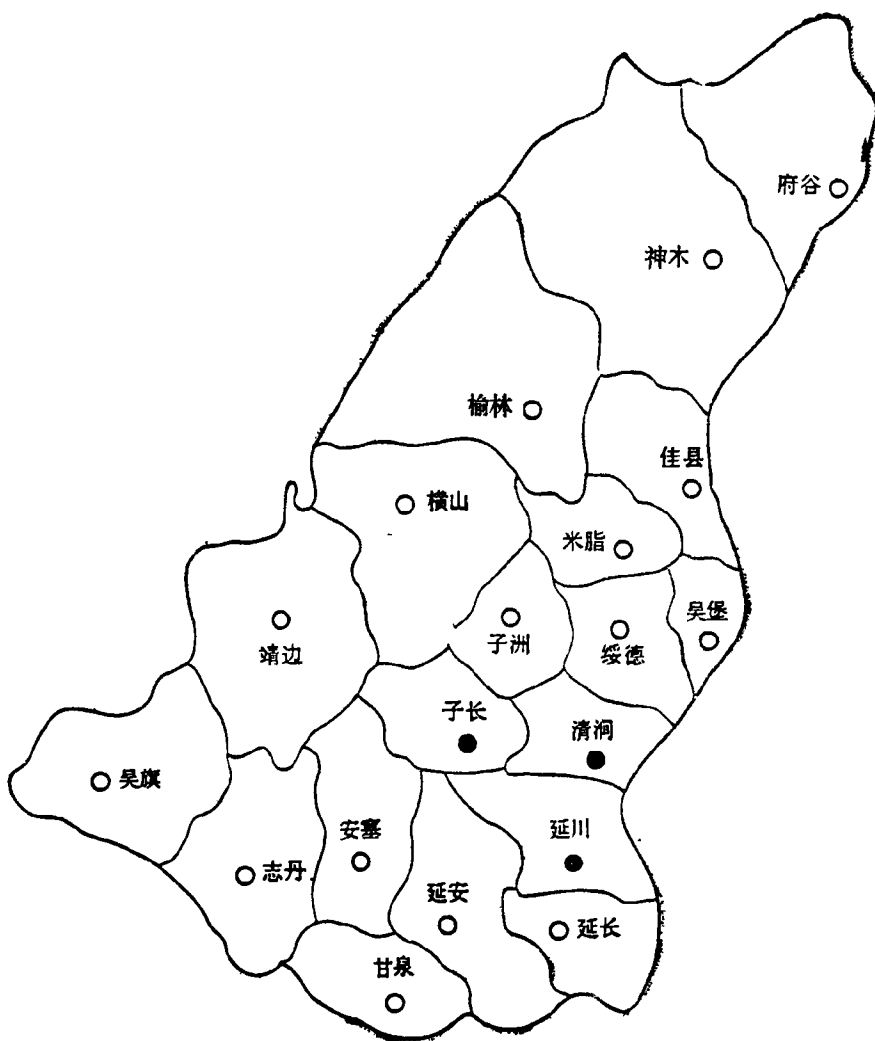 府谷
神木
榆林
佳县
横山
米脂
吴堡
子洲
绥德
靖边
子长
清涧
吴旗
安塞
延川
志丹
延安
延长
甘泉